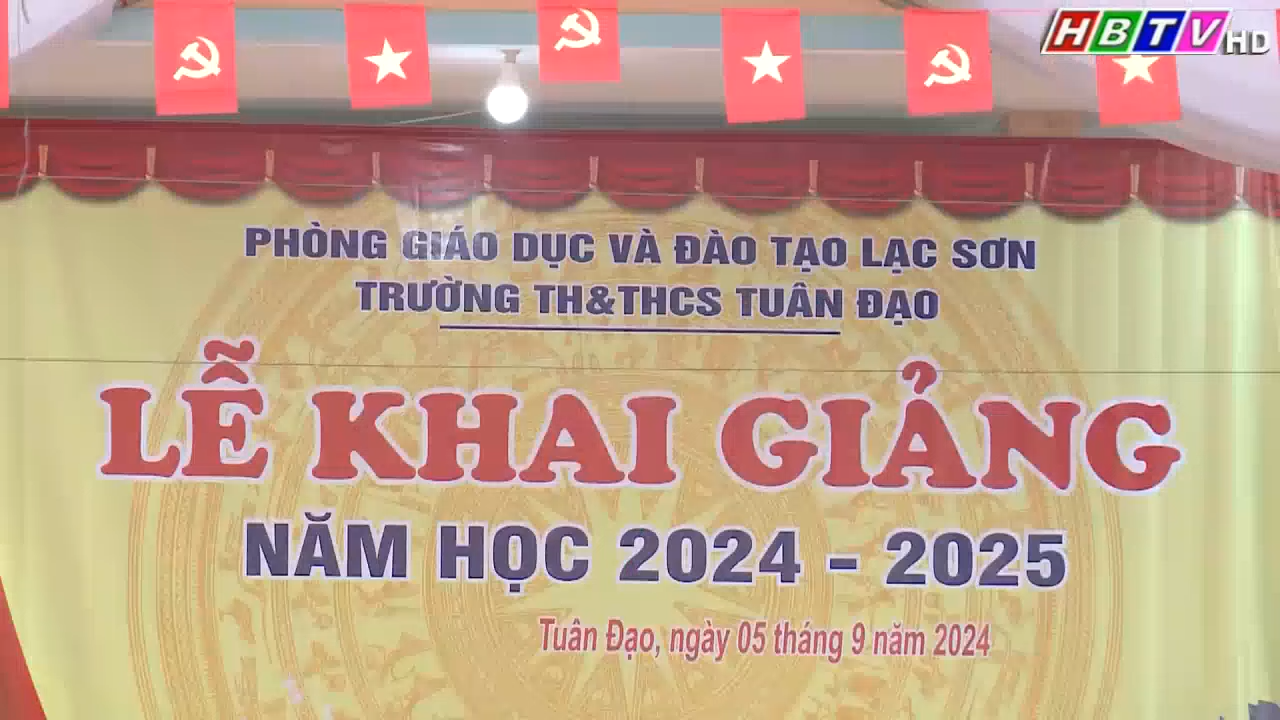 HBTV HD
PHÒNG GIÁO DỤC VÀ ĐÀO TẠO LẠC SƠN
TRƯỜNG TH&THCS TUÂN ĐẠO
LỄ KHAI GIẢNG
NĂM HỌC 2024 - 2025
Tuân Đạo, ngày 05 tháng 9 năm 2024